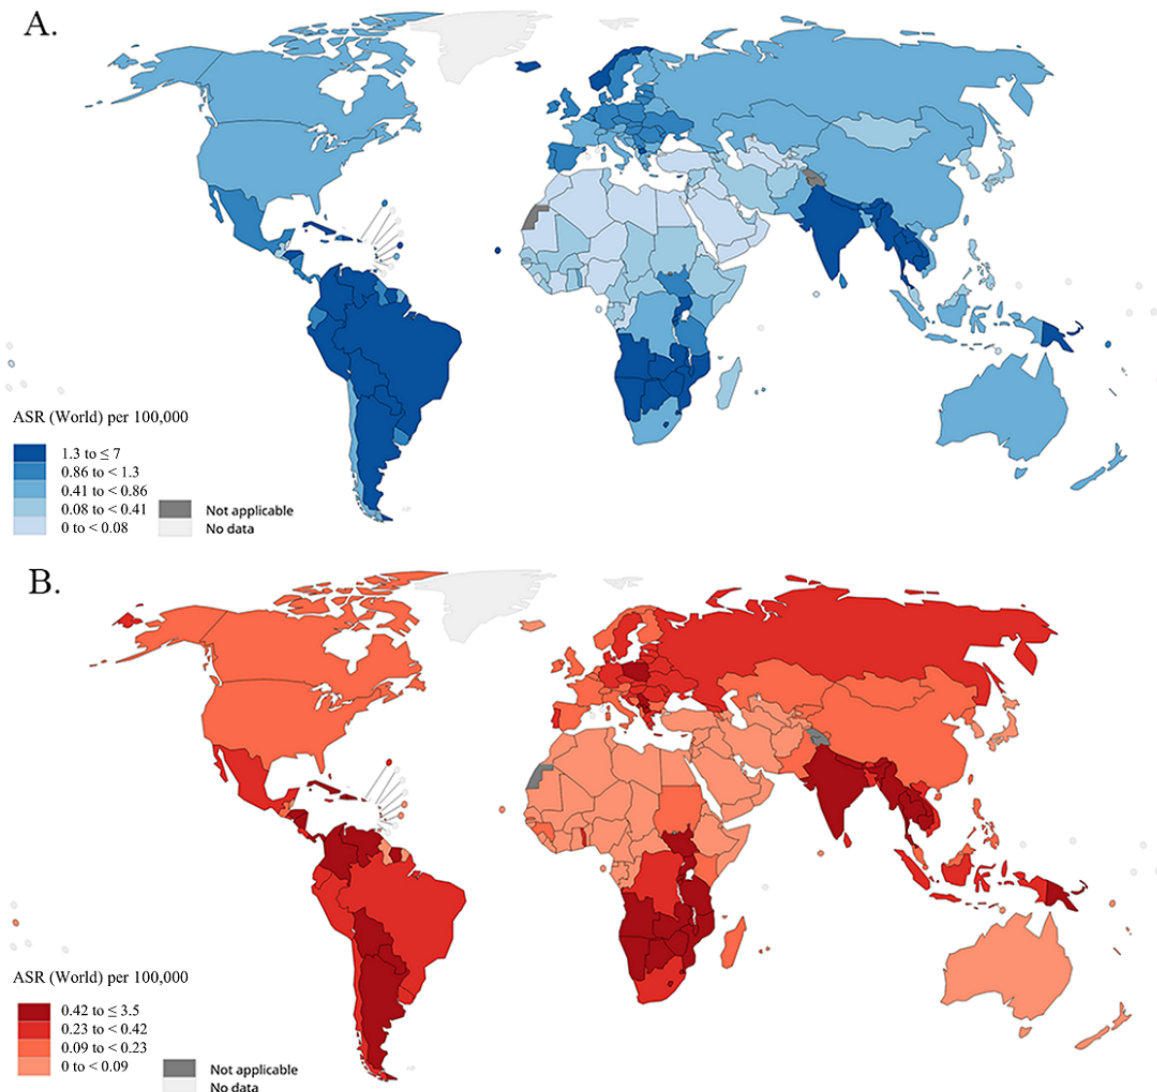 A.
ASR (World) per 100,000
1.3 to ≤ 7
0.86 to < 1.3
0.41 to < 0.86
0.08 to < 0.41
0 to < 0.08
Not applicable
No data
B.
ASR (World) per 100,000
0.42 to ≤ 3.5
0.23 to < 0.42
0.09 to < 0.23
0 to < 0.09
Not applicable
No data